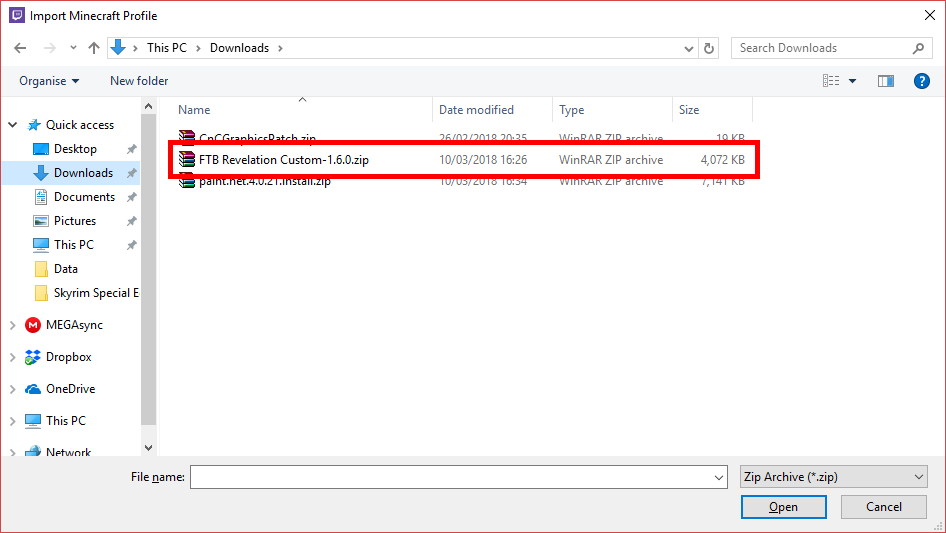 Import Minecraft Profile
This PC Downloads
Search Downloads
Organise New folder
Name Date modified Type Size
CnCGraphicsPatch.zip 26/02/2018 20:35 WinRAR ZIP archive 19 KB
FTB Revelation Custom-1.6.0.zip 10/03/2018 16:26 WinRAR ZIP archive 4,072 KB
paint.net.4.0.21.install.zip 10/03/2018 16:34 WinRAR ZIP archive 7,141 KB
Quick access
Desktop
Downloads
Documents
Pictures
This PC
Data
Skyrim Special E
MEGAsync
Dropbox
OneDrive
This PC
Network
File name: Zip Archive (*.zip)
Open Cancel